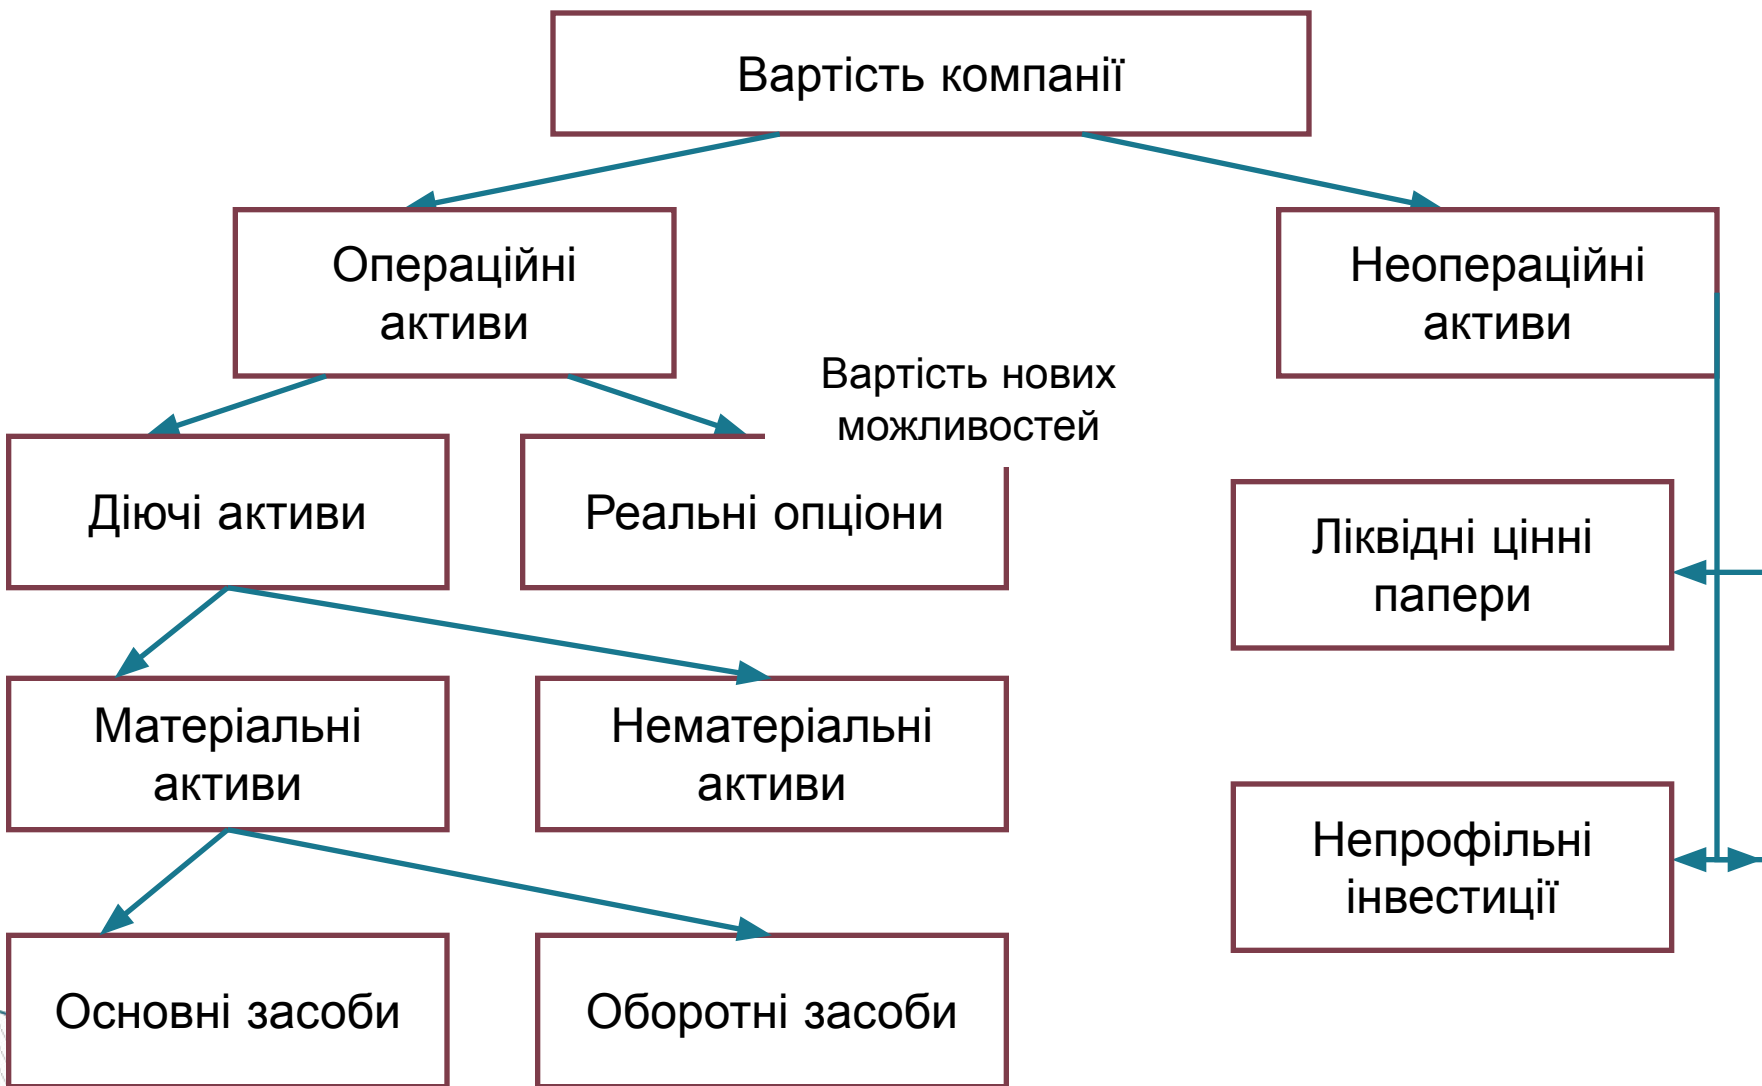 Вартість компанії
Операційні
активи
Неопераційні
активи
Вартість нових
можливостей
Діючі активи
Реальні опціони
Ліквідні цінні
папери
Матеріальні
активи
Нематеріальні
активи
Непрофільні
інвестиції
Основні засоби
Оборотні засоби